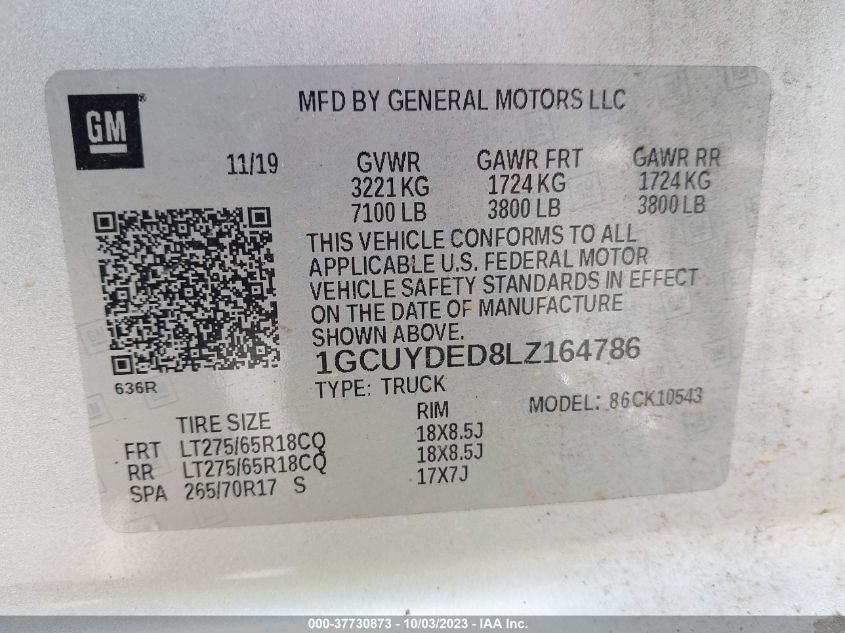 GM®
MFD BY GENERAL MOTORS LLC
11/19 GVWR GAWR FRT GAWR RR
3221 KG 1724 KG 1724 KG
7100 LB 3800 LB 3800 LB
THIS VEHICLE CONFORMS TO ALL
APPLICABLE U.S. FEDERAL MOTOR
VEHICLE SAFETY STANDARDS IN EFFECT
ON THE DATE OF MANUFACTURE
SHOWN ABOVE.
1GCUYDED8LZ164786
636R
TYPE: TRUCK
MODEL: 86CK10543
TIRE SIZE RIM
FRT LT275/65R18CQ 18X8.5J
RR LT275/65R18CQ 18X8.5J
SPA 265/70R17 S 17X7J
000-37730873 - 10/03/2023 - IAA Inc.